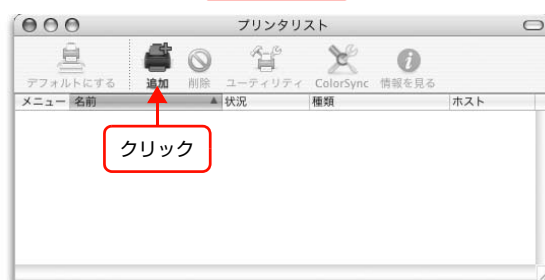 プリンタリスト
デフォルトにする 追加 削除 ユーティリティ ColorSync 情報を見る
メニュー 名前 状況 種類 ホスト
クリック